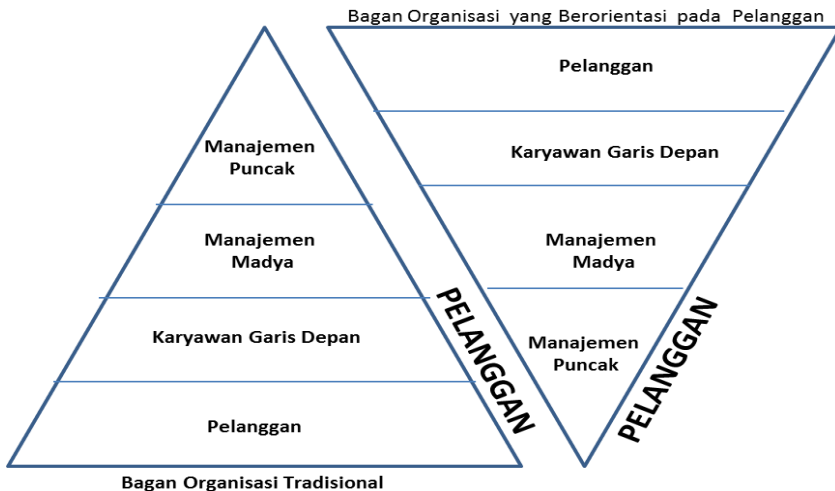 Bagan Organisasi yang Berorientasi pada Pelanggan
Manajemen
Puncak
Manajemen
Madya
Karyawan Garis Depan
Pelanggan
PELANGGAN
Bagan Organisasi Tradisional
Pelanggan
Karyawan Garis Depan
Manajemen
Madya
Manajemen
Puncak
PELANGGAN